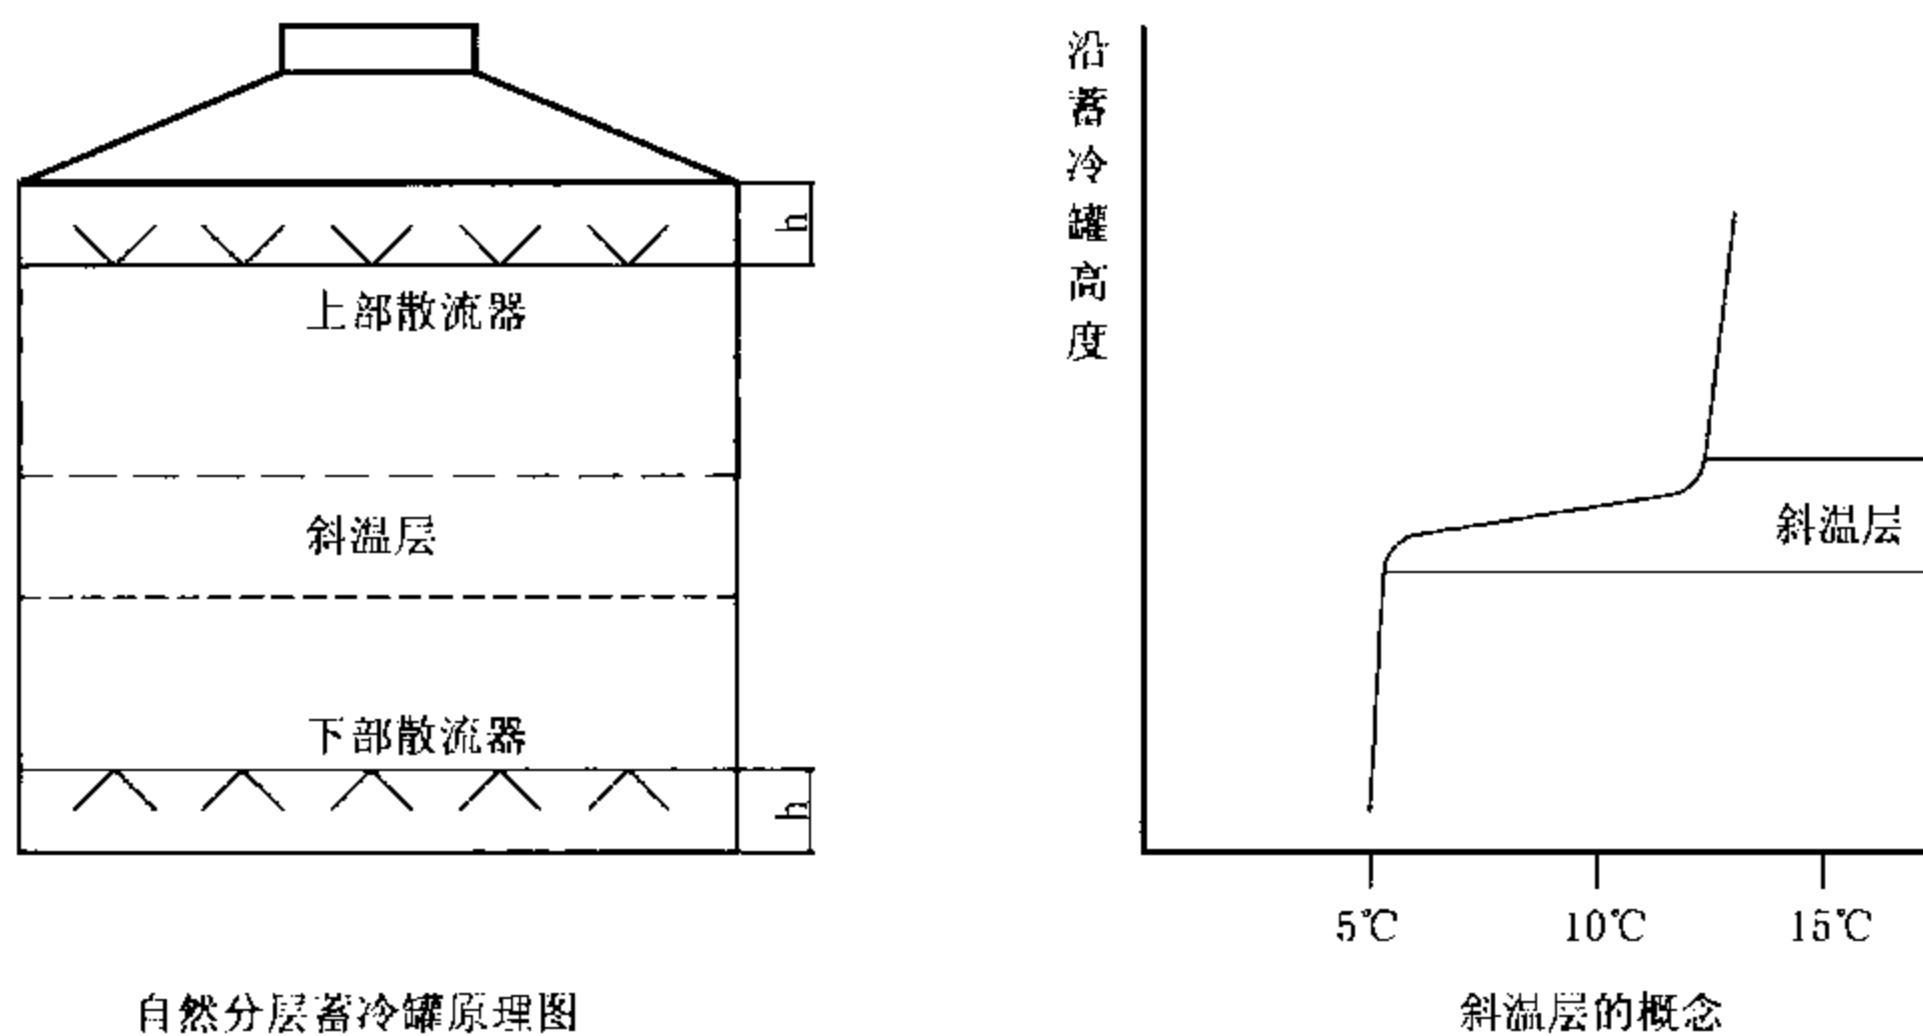 h
上部散流器
斜温层
下部散流器
h
自然分层蓄冷罐原理图
沿蓄冷罐高度
斜温层
5℃ 10℃ 15℃
斜温层的概念